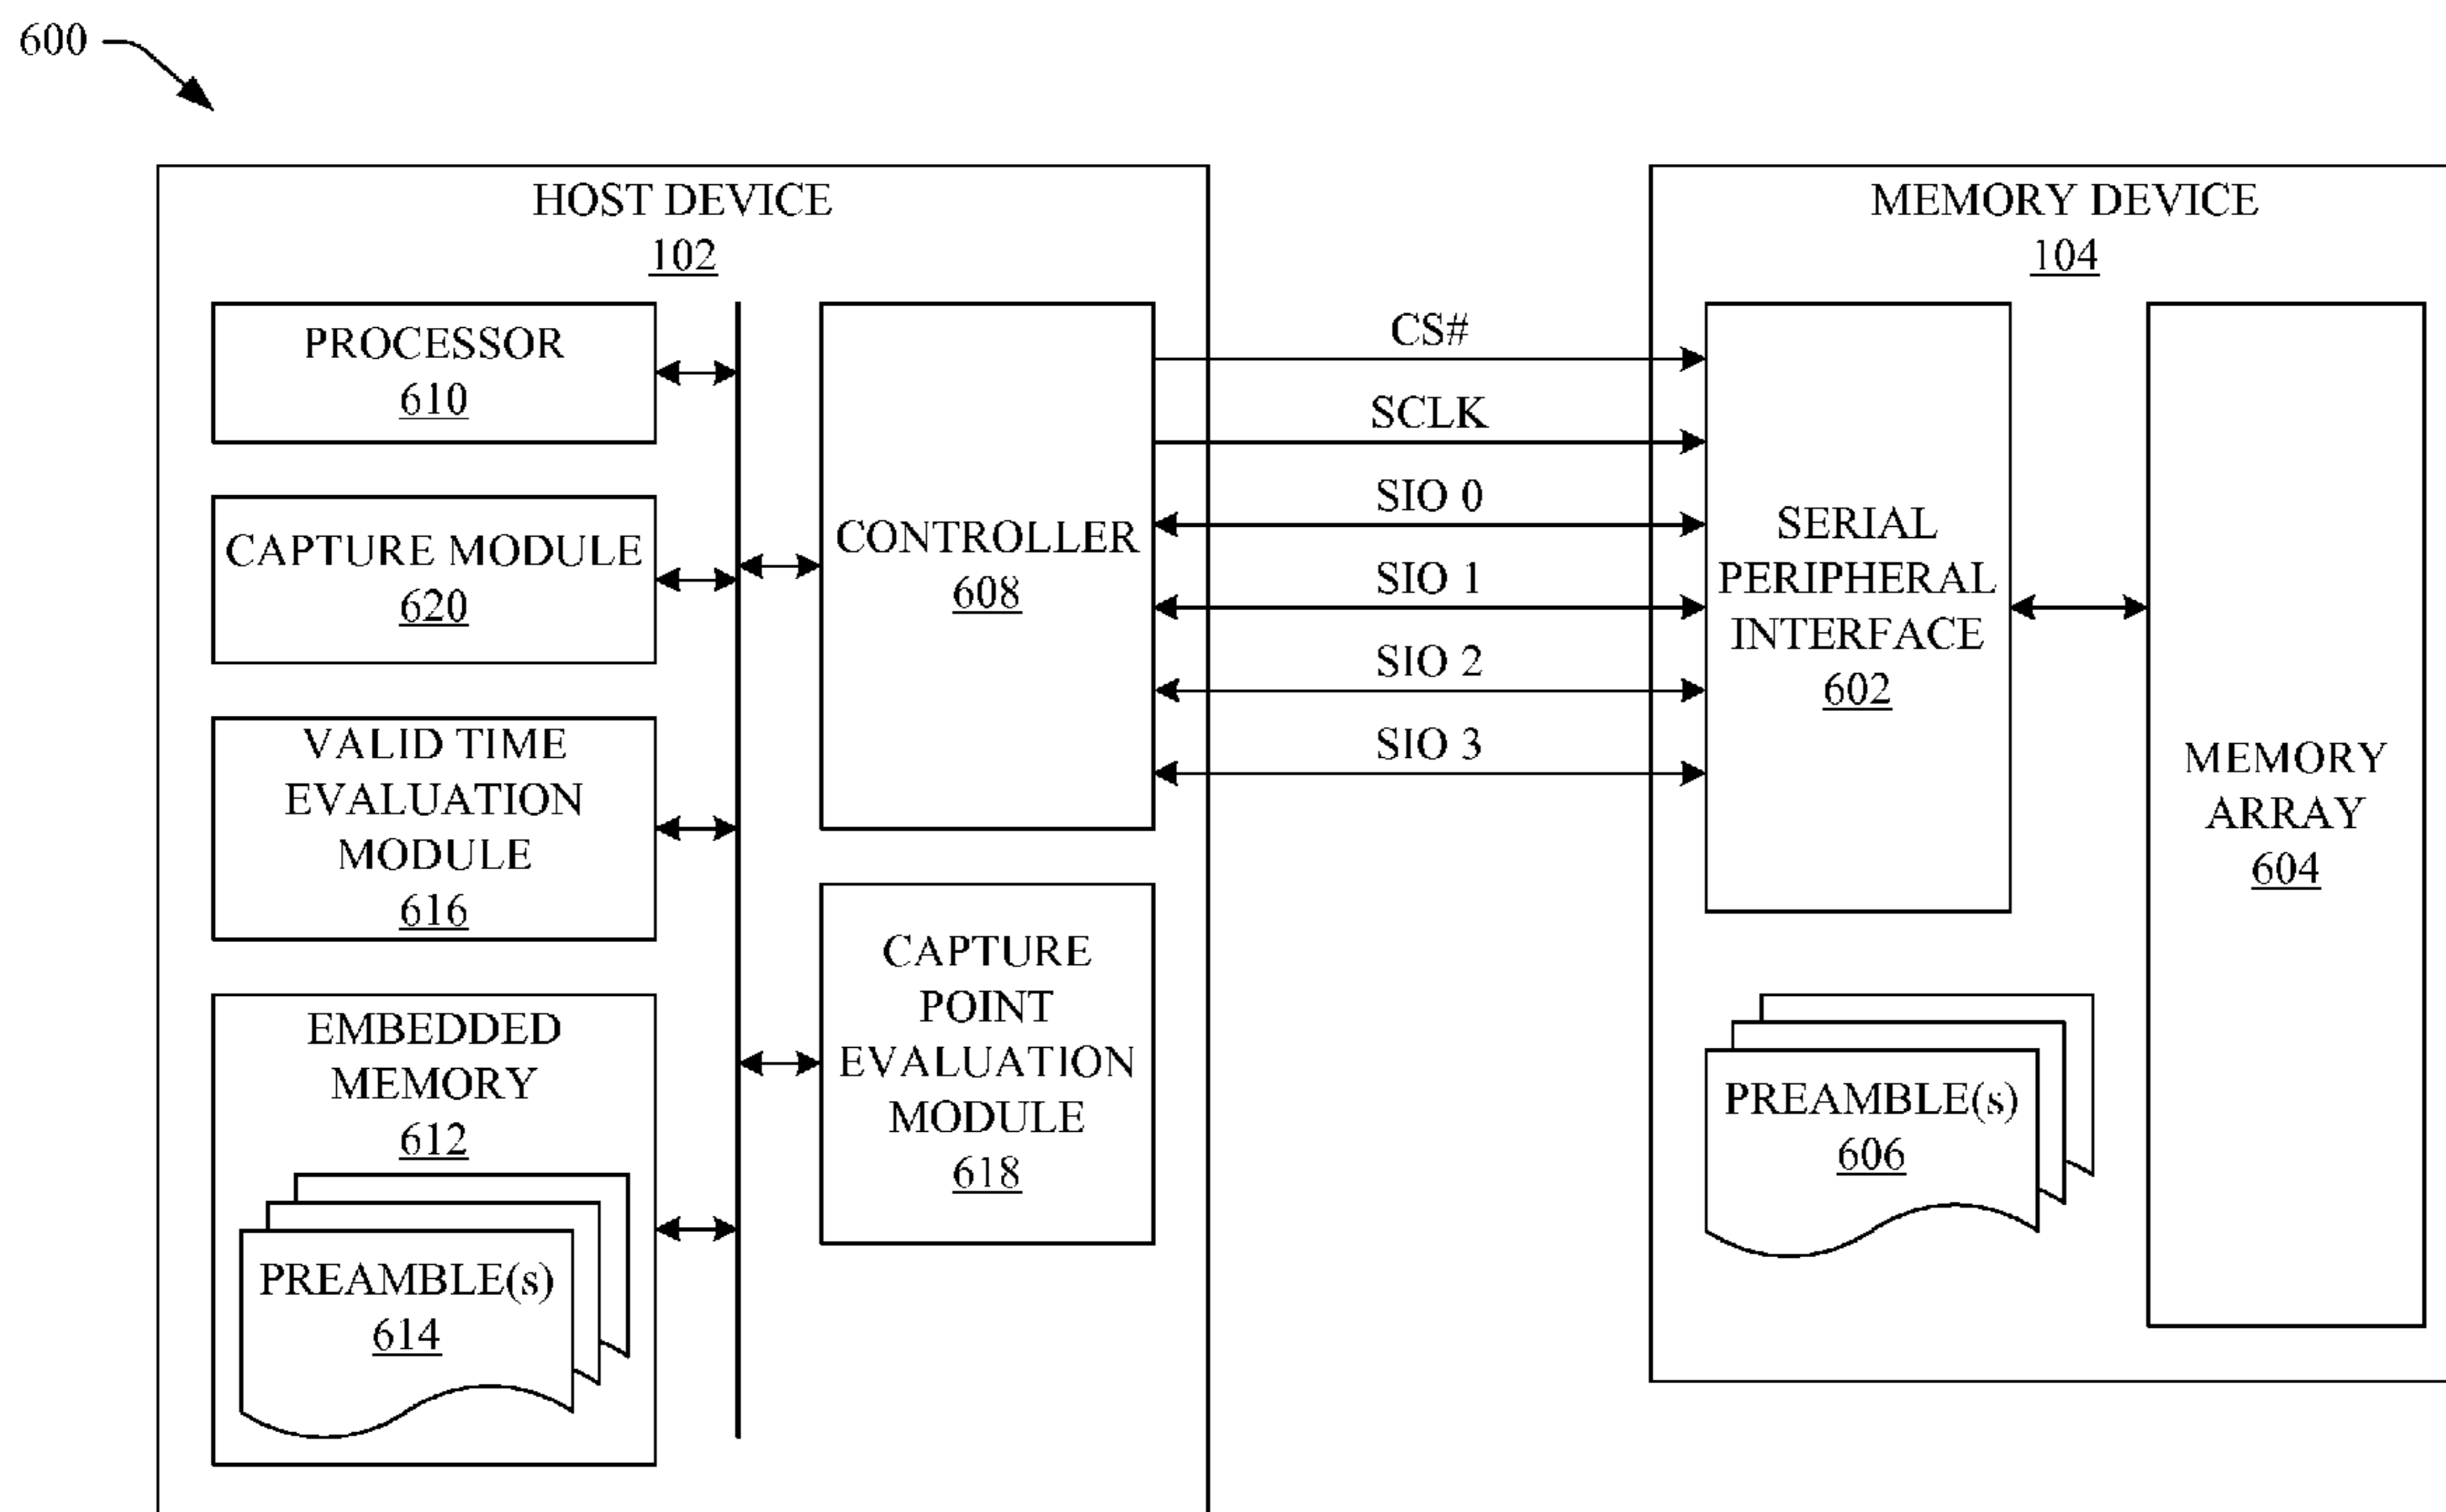 600
HOST DEVICE
102
PROCESSOR
610
CAPTURE MODULE
620
VALID TIME
EVALUATION
MODULE
616
EMBEDDED
MEMORY
612
PREAMBLE(s)
614
CONTROLLER
608
CAPTURE
POINT
EVALUATION
MODULE
618
CS#
SCLK
SIO 0
SIO 1
SIO 2
SIO 3
MEMORY DEVICE
104
SERIAL
PERIPHERAL
INTERFACE
602
PREAMBLE(s)
606
MEMORY
ARRAY
604